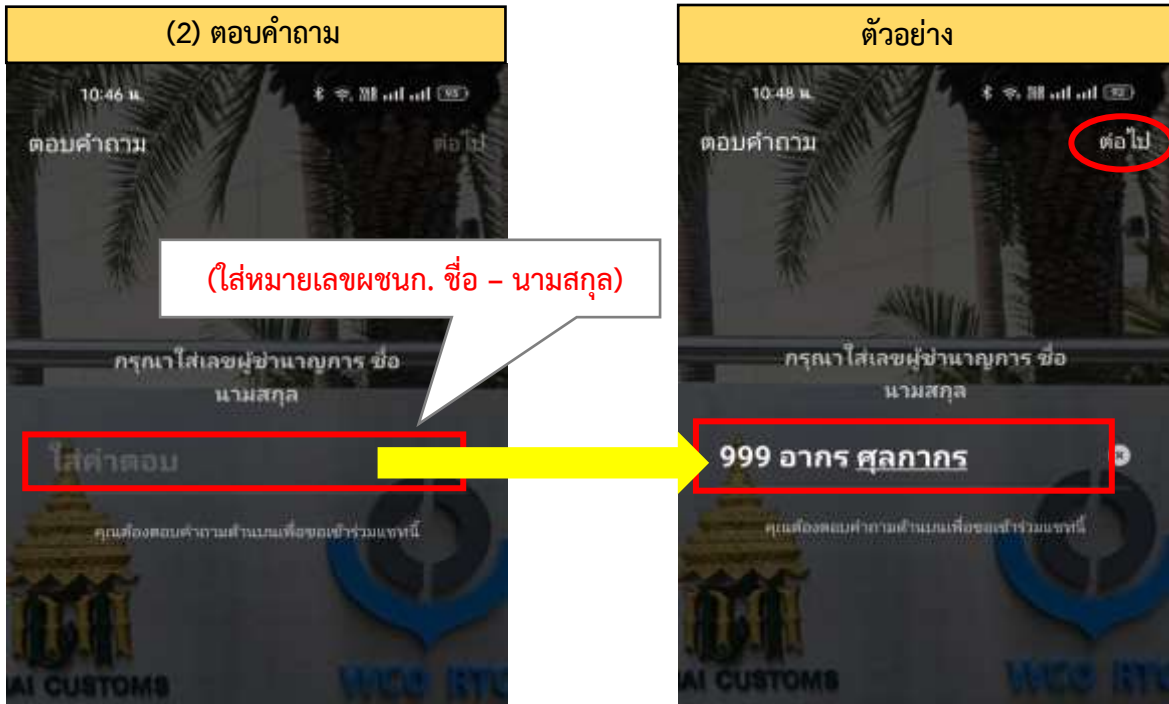 (2) ตอบคำถาม
10:46 น.
ตอบคำถาม
ต่อไป
(ใส่หมายเลขผชนก. ชื่อ – นามสกุล)
กรุณาใส่เลขผู้ชำนาญการ ชื่อ
นามสกุล
ใส่คำตอบ
คุณต้องตอบคำถามด้านบนเพื่อขอเข้าร่วมแชทนี้
AI CUSTOMS
WCO RTC
ตัวอย่าง
10:48 น.
92
ตอบคำถาม
ต่อไป
กรุณาใส่เลขผู้ชำนาญการ ชื่อ
นามสกุล
999 อากร ศุลกากร
คุณต้องตอบคำถามด้านบนเพื่อขอเข้าร่วมแชทนี้
AI CUSTOMS
WCO RTC